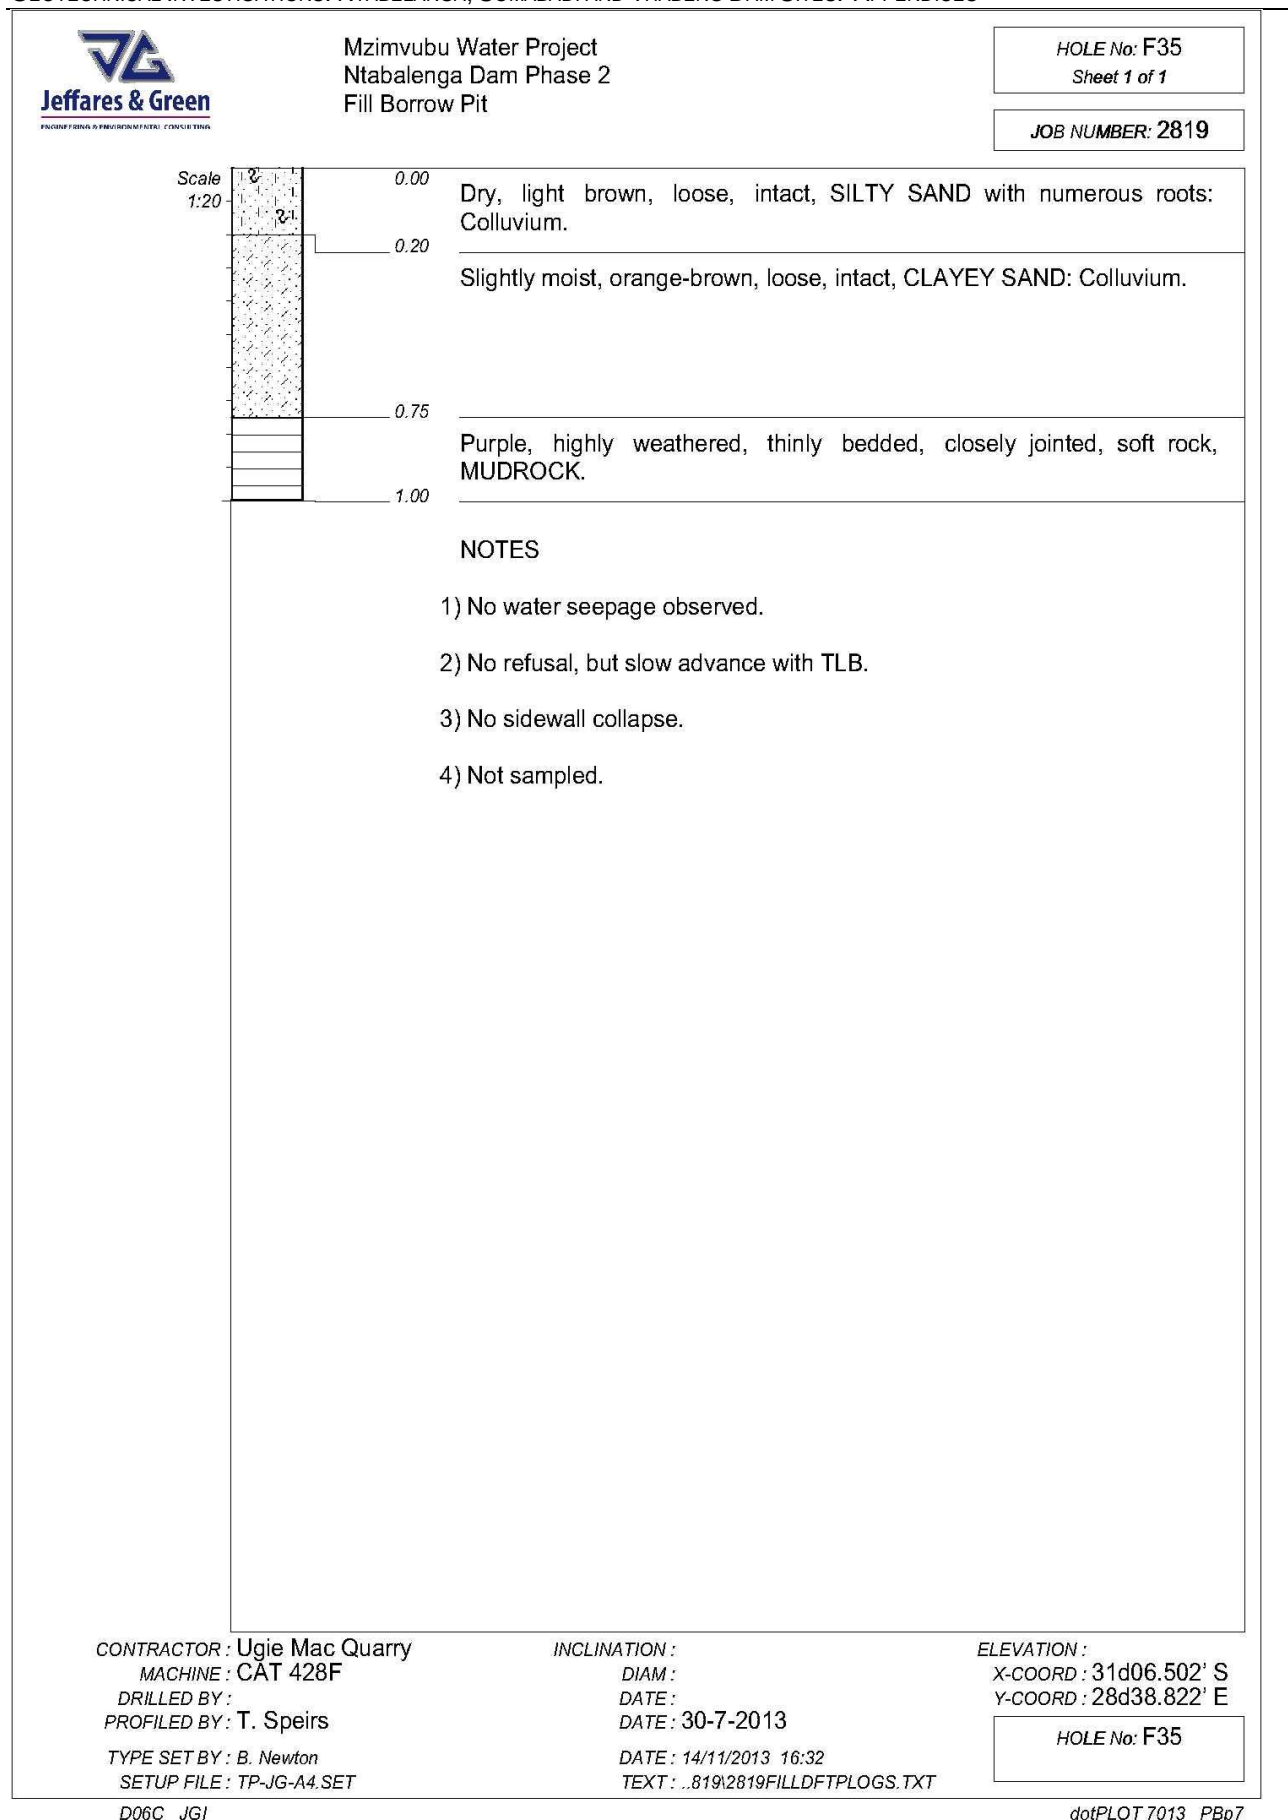 Jeffares & Green
ENGINEERING & ENVIRONMENTAL CONSULTING
Mzimvubu Water Project
Ntabalenga Dam Phase 2
Fill Borrow Pit
HOLE No: F35
Sheet 1 of 1
JOB NUMBER: 2819
Scale
1:20
0.00
Dry, light brown, loose, intact, SILTY SAND with numerous roots:
Colluvium.
0.20
Slightly moist, orange-brown, loose, intact, CLAYEY SAND: Colluvium.
0.75
Purple, highly weathered, thinly bedded, closely jointed, soft rock,
MUDROCK.
1.00
NOTES
1) No water seepage observed.
2) No refusal, but slow advance with TLB.
3) No sidewall collapse.
4) Not sampled.
CONTRACTOR : Ugie Mac Quarry
MACHINE : CAT 428F
DRILLED BY :
PROFILED BY : T. Speirs
TYPE SET BY : B. Newton
SETUP FILE : TP-JG-A4.SET
INCLINATION :
DIAM :
DATE :
DATE : 30-7-2013
DATE : 14/11/2013 16:32
TEXT : ..819\2819FILLDFTPLOGS.TXT
ELEVATION :
X-COORD : 31d06.502' S
Y-COORD : 28d38.822' E
HOLE No: F35
D06C JGI
dotPLOT 7013 PBp7